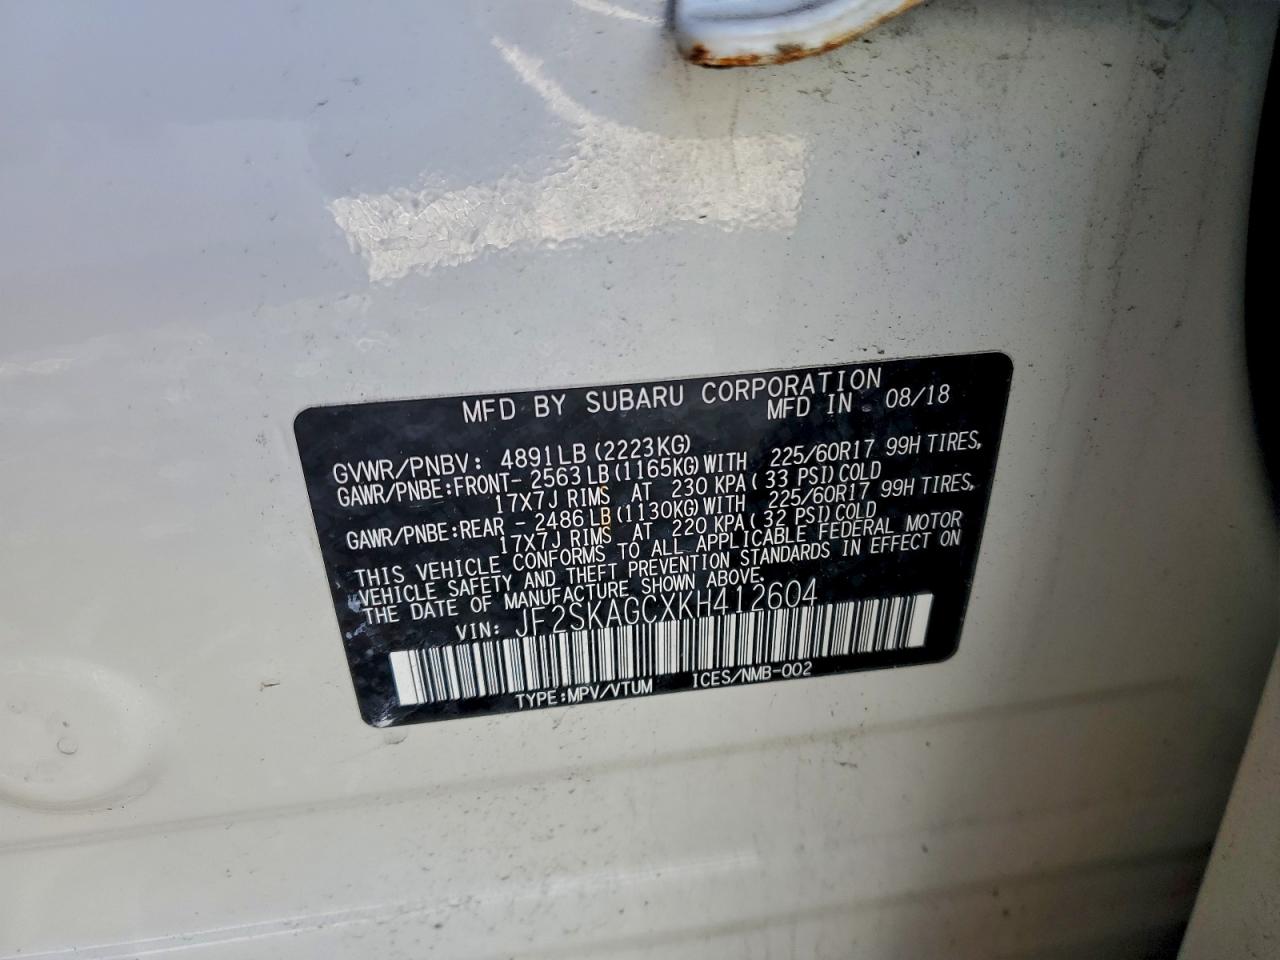 MFD BY SUBARU CORPORATION
MFD IN 08/18
GVWR/PNBV: 4891LB(2223KG)
GAWR/PNBE:FRONT- 2563LB(1165KG)WITH 225/60R17 99H TIRES,
17X7J RIMS AT 230 KPA( 33 PSI)COLD
GAWR/PNBE:REAR - 2486LB(1130KG)WITH 225/60R17 99H TIRES,
17X7J RIMS AT 220 KPA( 32 PSI)COLD
THIS VEHICLE CONFORMS TO ALL APPLICABLE FEDERAL MOTOR
VEHICLE SAFETY AND THEFT PREVENTION STANDARDS IN EFFECT ON
THE DATE OF MANUFACTURE SHOWN ABOVE.
VIN: JF2SKAGCXKH412604
TYPE:MPV/VTUM ICES/NMB-002